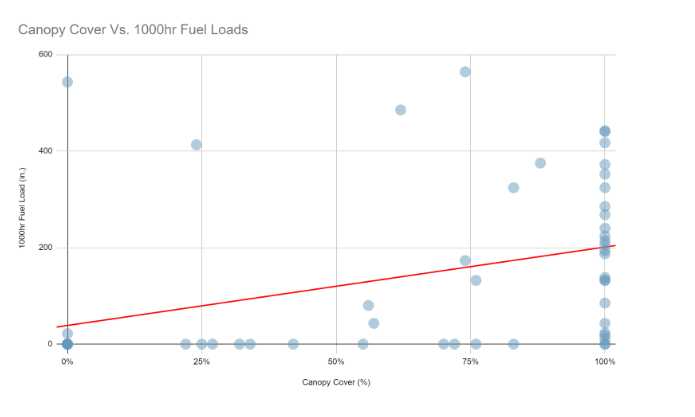 Canopy Cover Vs. 1000hr Fuel Loads
600
400
200
0
1000hr Fuel Load (in.)
0% 25% 50% 75% 100%
Canopy Cover (%)